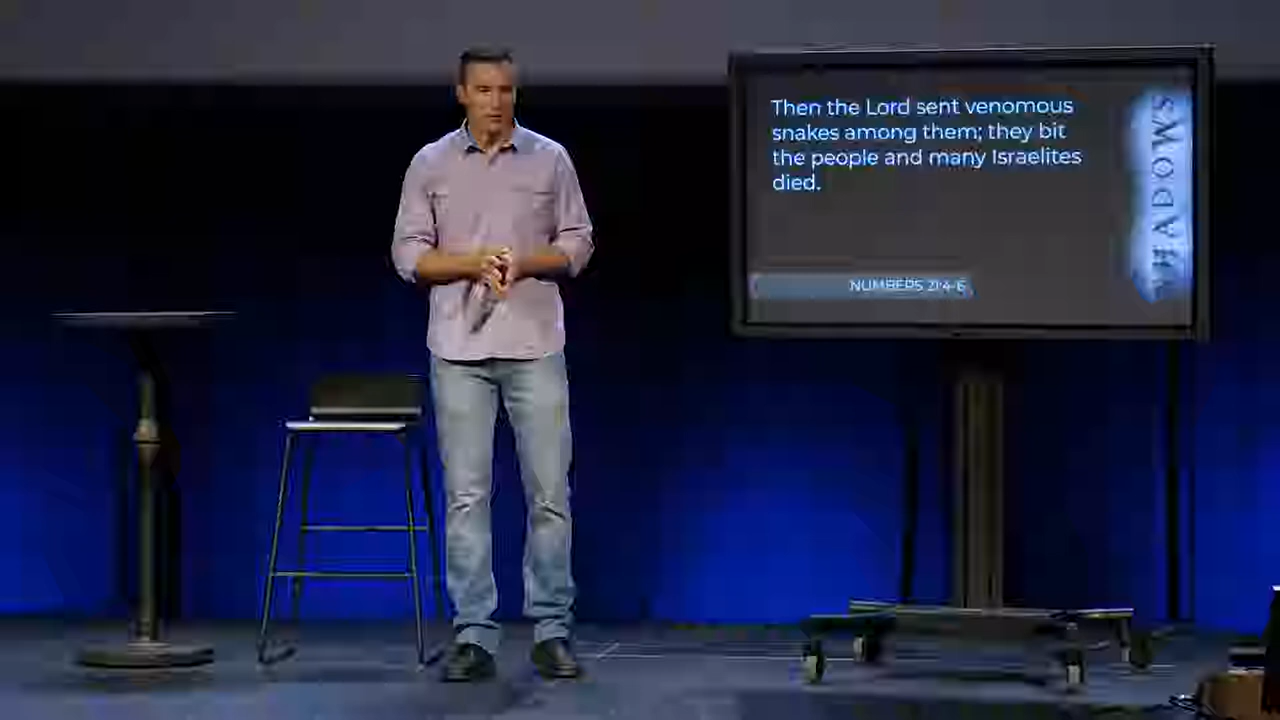 Then the Lord sent venomous
snakes among them; they bit
the people and many Israelites
died.
NUMBERS 21:4-6
SHADOWS